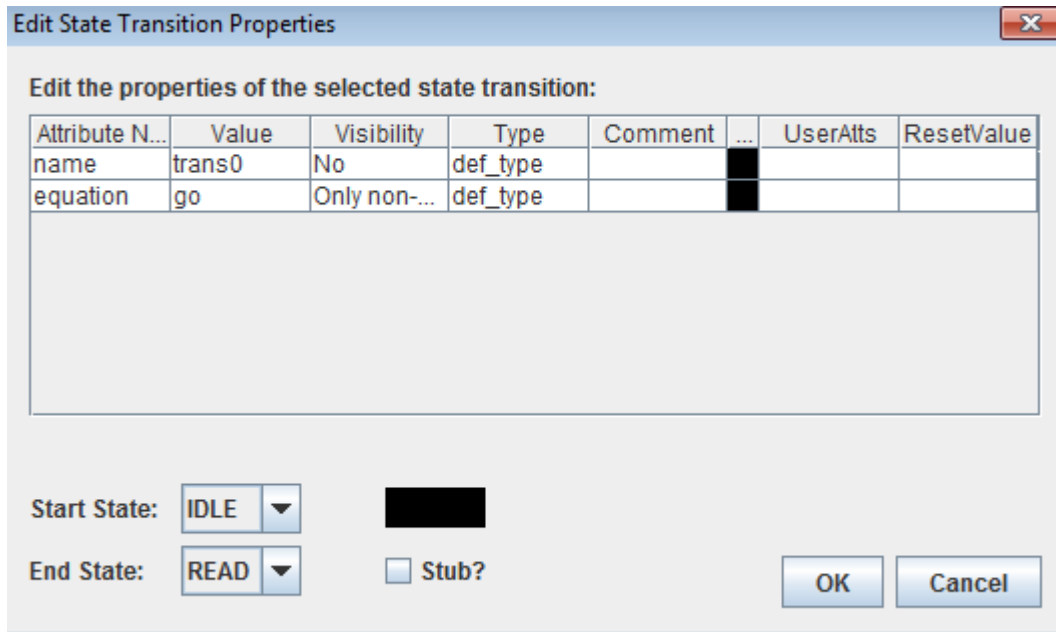 Edit State Transition Properties
Edit the properties of the selected state transition:
Attribute N... Value Visibility Type Comment ... UserAtts ResetValue
name trans0 No def_type
equation go Only non-... def_type
Start State: IDLE
End State: READ Stub? OK Cancel